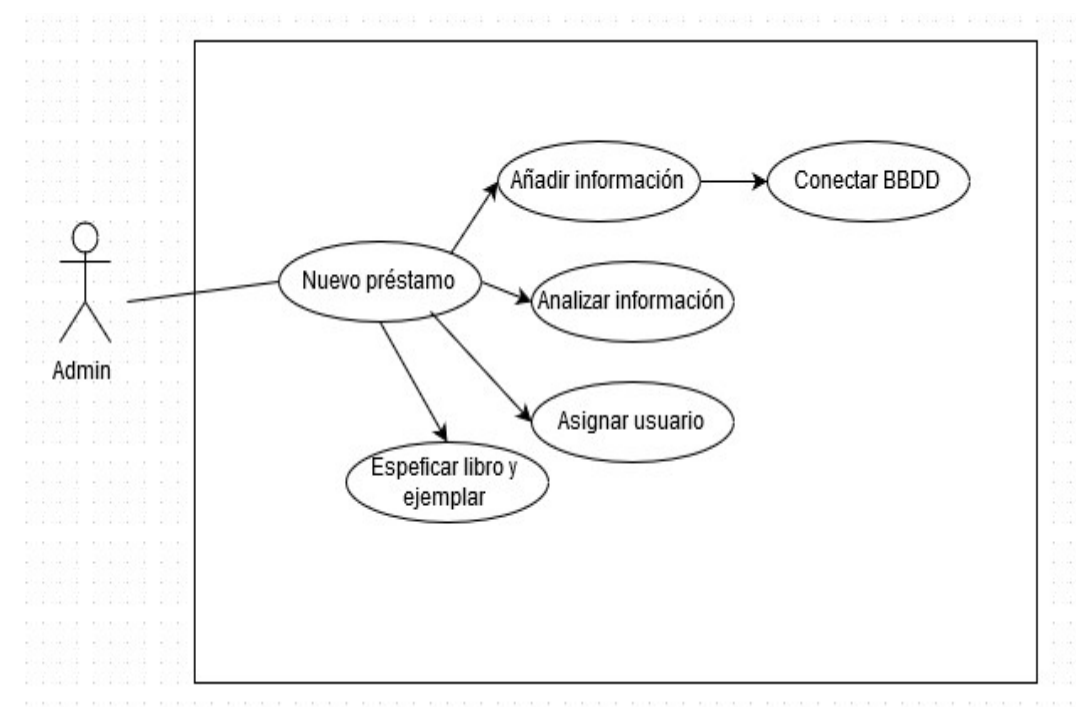 Añadir información
Conectar BBDD
Nuevo préstamo
Analizar información
Admin
Asignar usuario
Espeficar libro y
ejemplar